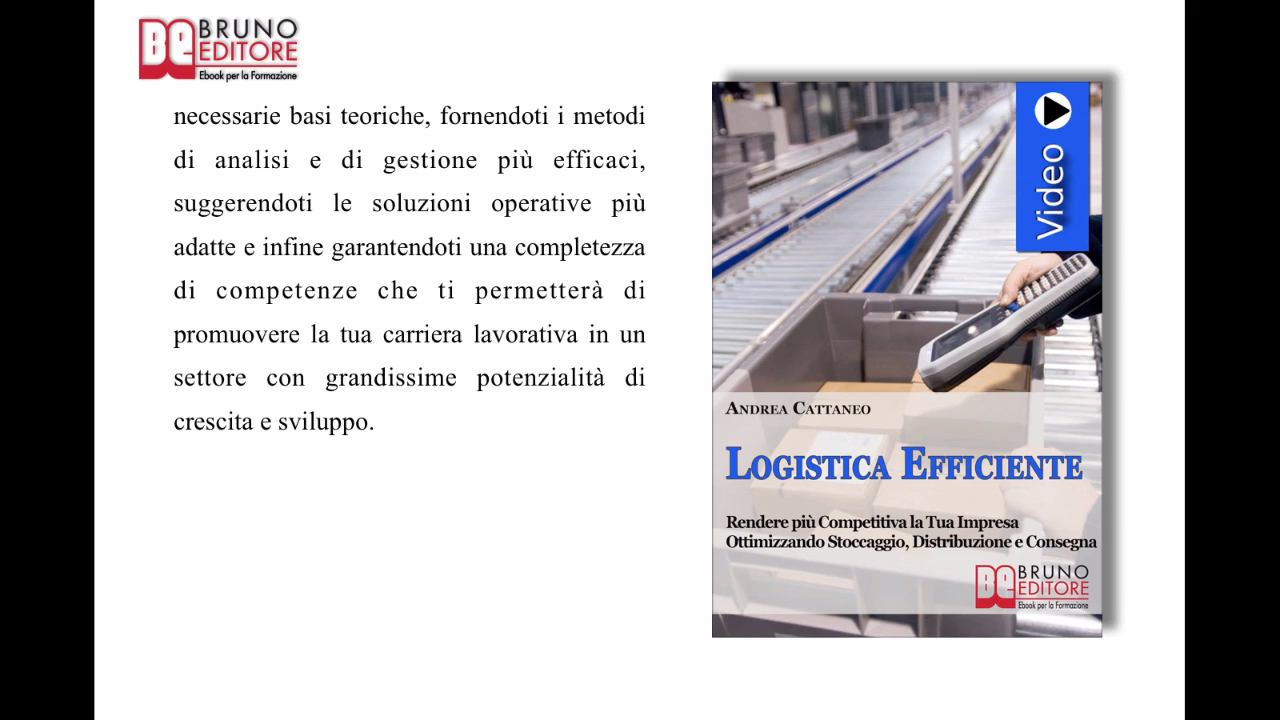 BRUNO
EDITORE
Ebook per la Formazione
necessarie basi teoriche, fornendoti i metodi
di analisi e di gestione più efficaci,
suggerendoti le soluzioni operative più
adatte e infine garantendoti una completezza
di competenze che ti permetterà di
promuovere la tua carriera lavorativa in un
settore con grandissime potenzialità di
crescita e sviluppo.
Video
ANDREA CATTANEO
LOGISTICA EFFICIENTE
Rendere più Competitiva la Tua Impresa
Ottimizzando Stoccaggio, Distribuzione e Consegna
BE BRUNO
EDITORE
Ebook per la Formazione